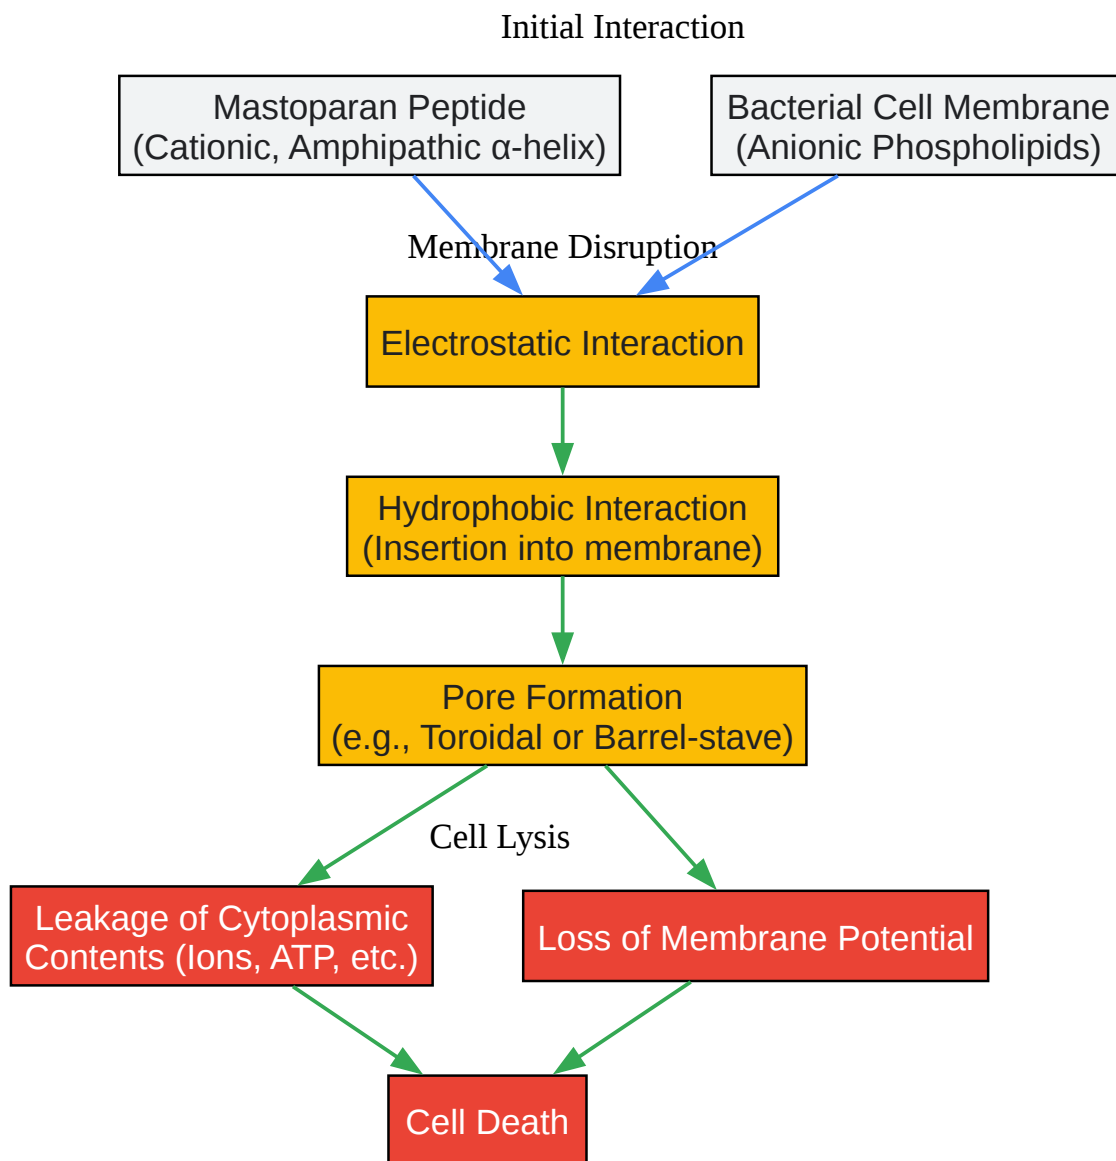 Initial Interaction
Mastoparan Peptide
(Cationic, Amphipathic α-helix)
Bacterial Cell Membrane
(Anionic Phospholipids)
Membrane Disruption
Electrostatic Interaction
Hydrophobic Interaction
(Insertion into membrane)
Pore Formation
(e.g., Toroidal or Barrel-stave)
Cell Lysis
Leakage of Cytoplasmic
Contents (Ions, ATP, etc.)
Loss of Membrane Potential
Cell Death